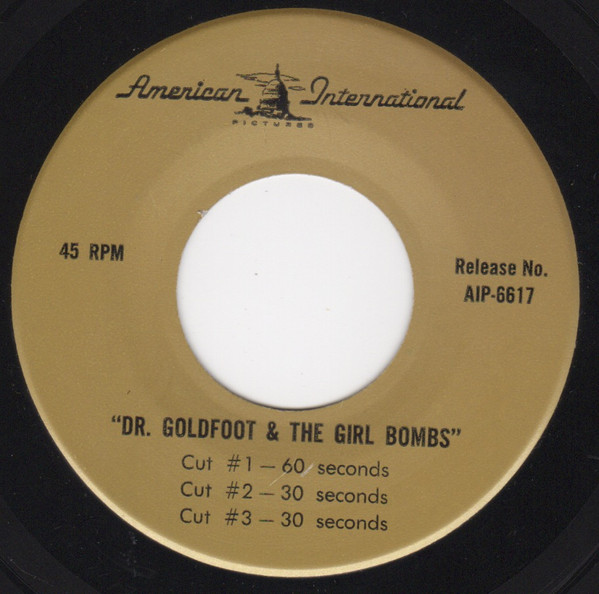 American International
PICTURES
45 RPM
Release No.
AIP-6617
"DR. GOLDFOOT & THE GIRL BOMBS"
Cut #1 — 60 seconds
Cut #2 — 30 seconds
Cut #3 — 30 seconds